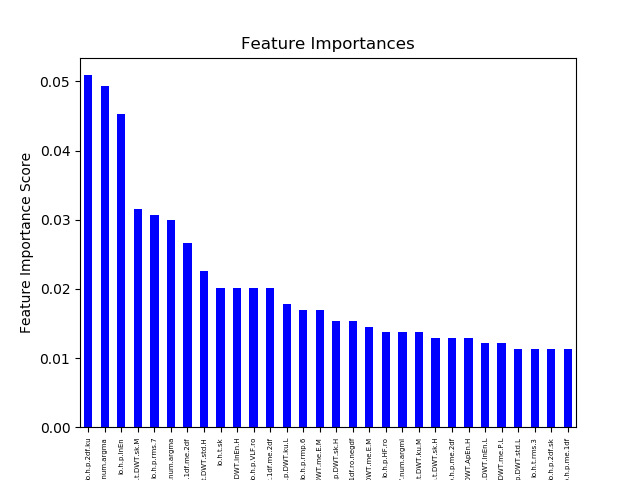 Feature Importances
Feature Importance Score
0.05
0.04
0.03
0.02
0.01
0.00
lo.h.p.2df.ku
num.argma
lo.h.p.InEn
t.DWT.sk.M
lo.h.p.rms.7
num.argma
.1df.me.2df
t.DWT.std.H
lo.h.t.sk
DWT.InEn.H
lo.h.p.VLF.ro
.1df.me.2df
.p.DWT.ku.L
lo.h.p.rmp.6
DWT.me.E.M
p.DWT.sk.H
1df.ro.negdf
DWT.me.E.M
lo.h.p.HF.ro
.num.argmi
t.DWT.ku.M
t.DWT.sk.H
.h.p.me.2df
DWT.ApEn.H
.DWT.InEn.L
DWT.me.P.L
p.DWT.std.L
lo.h.t.rms.3
lo.h.p.2df.sk
.h.p.me.1df